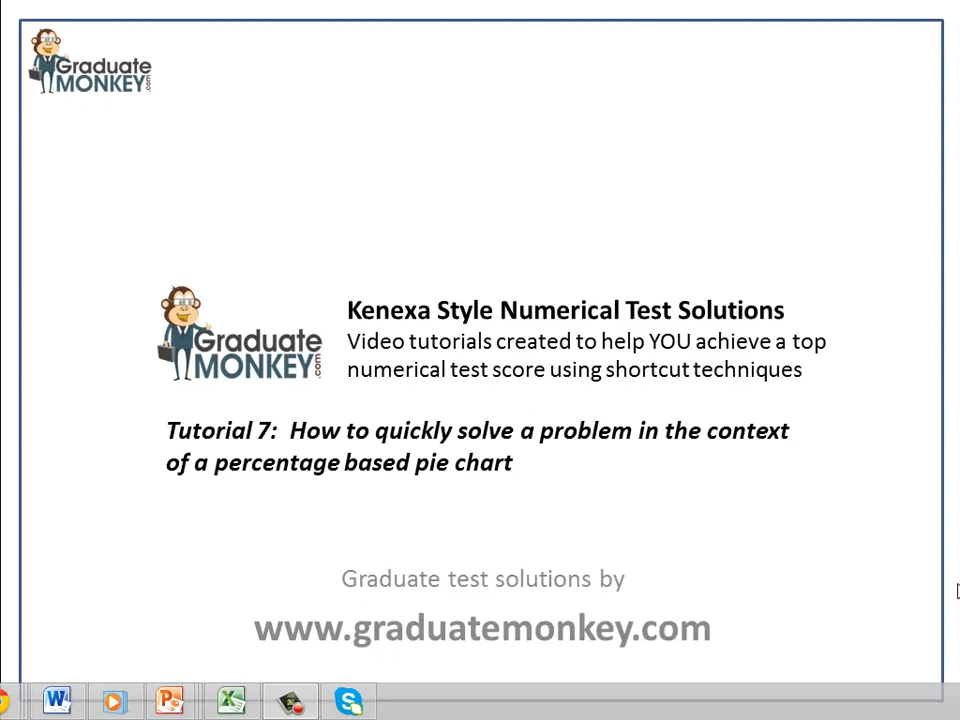 Graduate
MONKEY.com
Kenexa Style Numerical Test Solutions
Video tutorials created to help YOU achieve a top
numerical test score using shortcut techniques
Graduate
MONKEY.com
Tutorial 7: How to quickly solve a problem in the context
of a percentage based pie chart
Graduate test solutions by
www.graduatemonkey.com